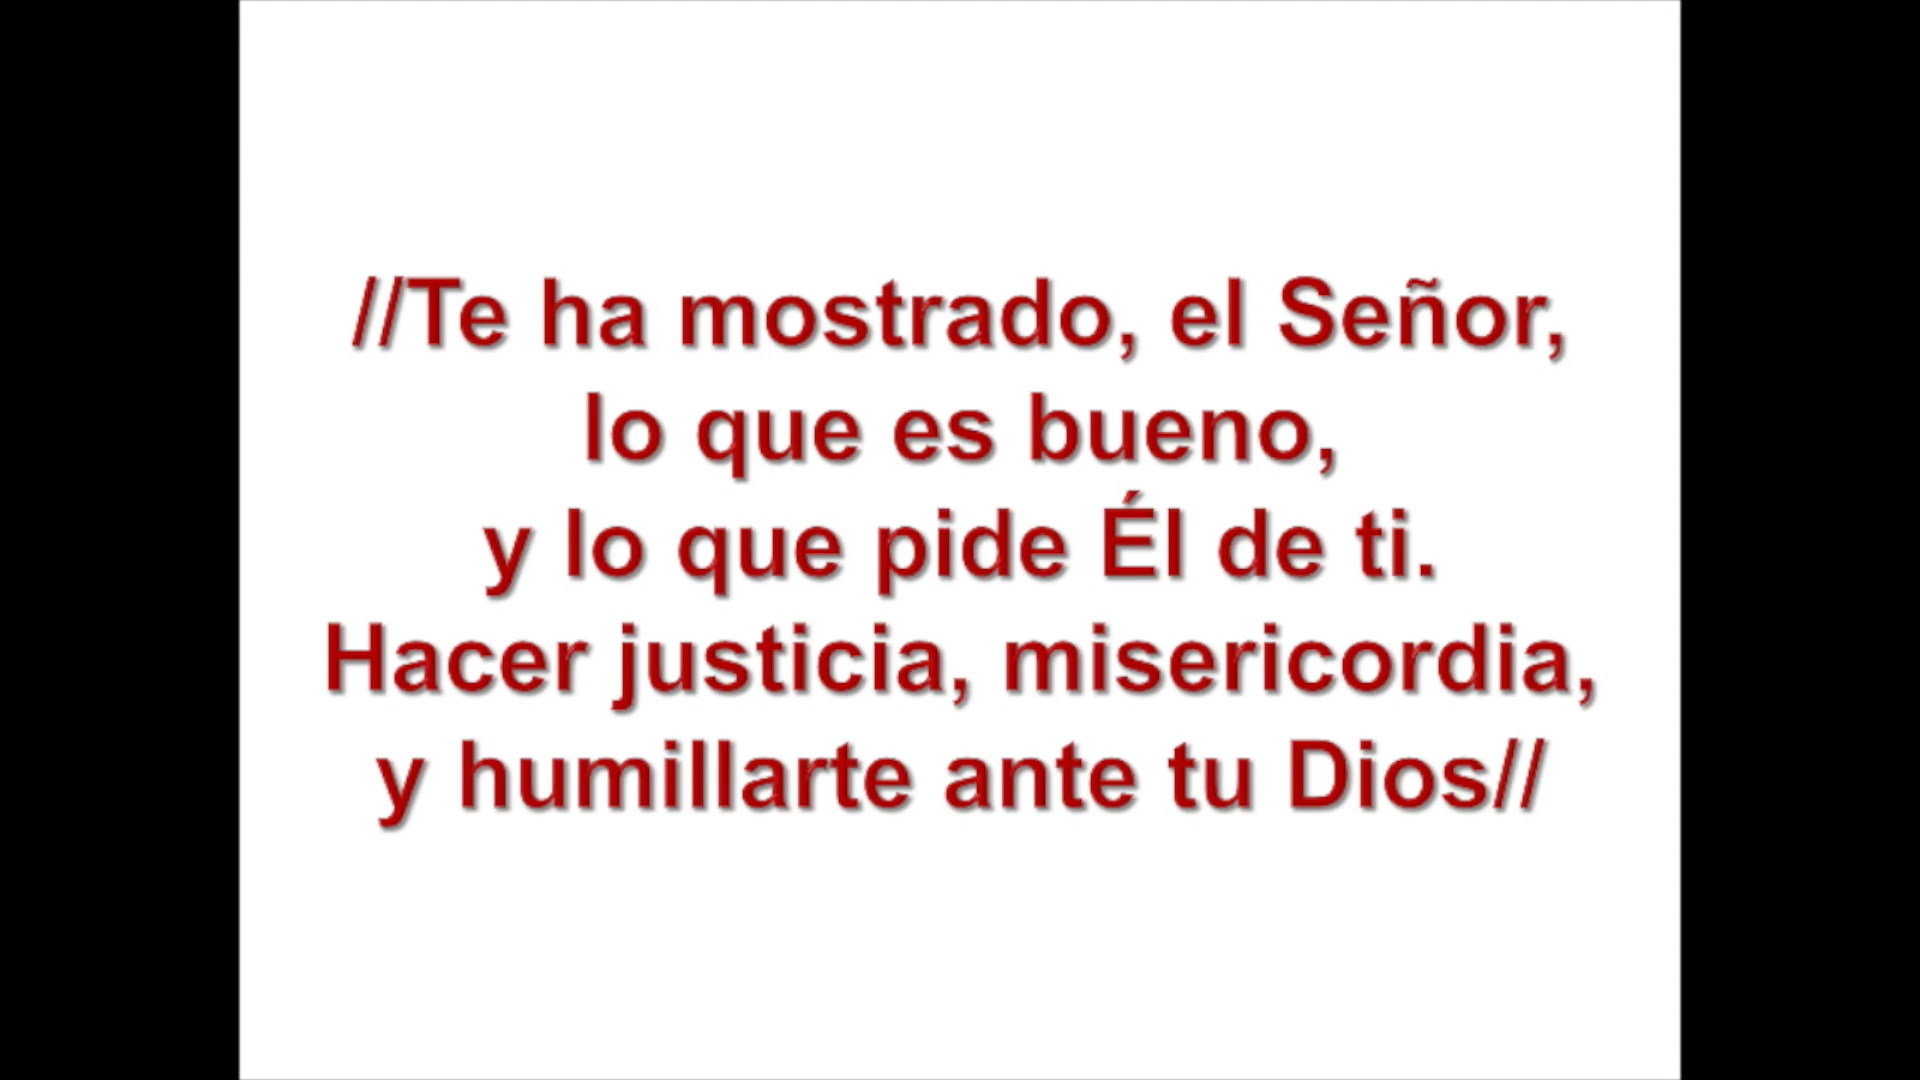 //Te ha mostrado, el Señor,
lo que es bueno,
y lo que pide Él de ti.
Hacer justicia, misericordia,
y humillarte ante tu Dios//